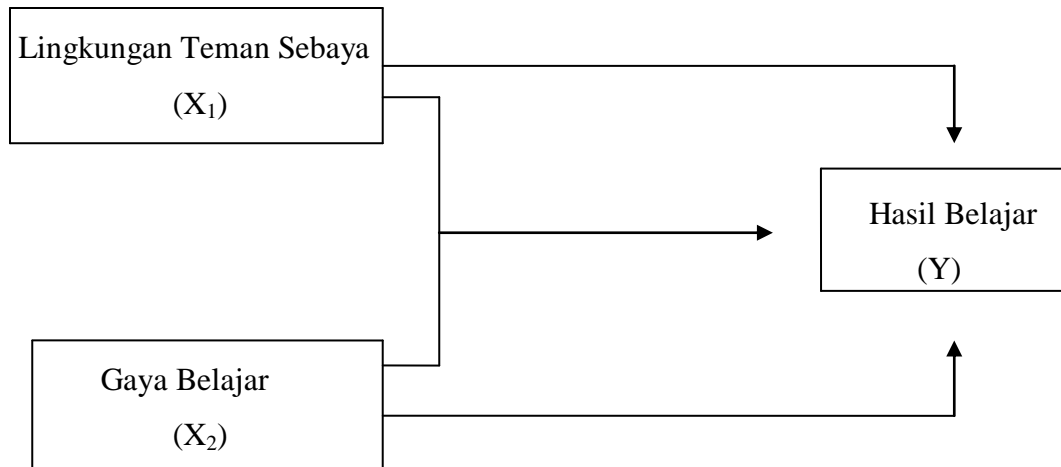 Lingkungan Teman Sebaya
(X₁)
Hasil Belajar
(Y)
Gaya Belajar
(X₂)